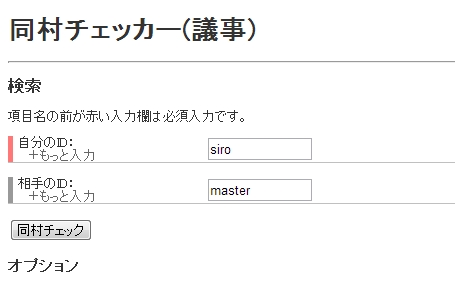 同村チェッカー(議事)
検索
項目名の前が赤い入力欄は必須入力です。
自分のID:
+もっと入力
siro
相手のID:
+もっと入力
master
同村チェック
オプション